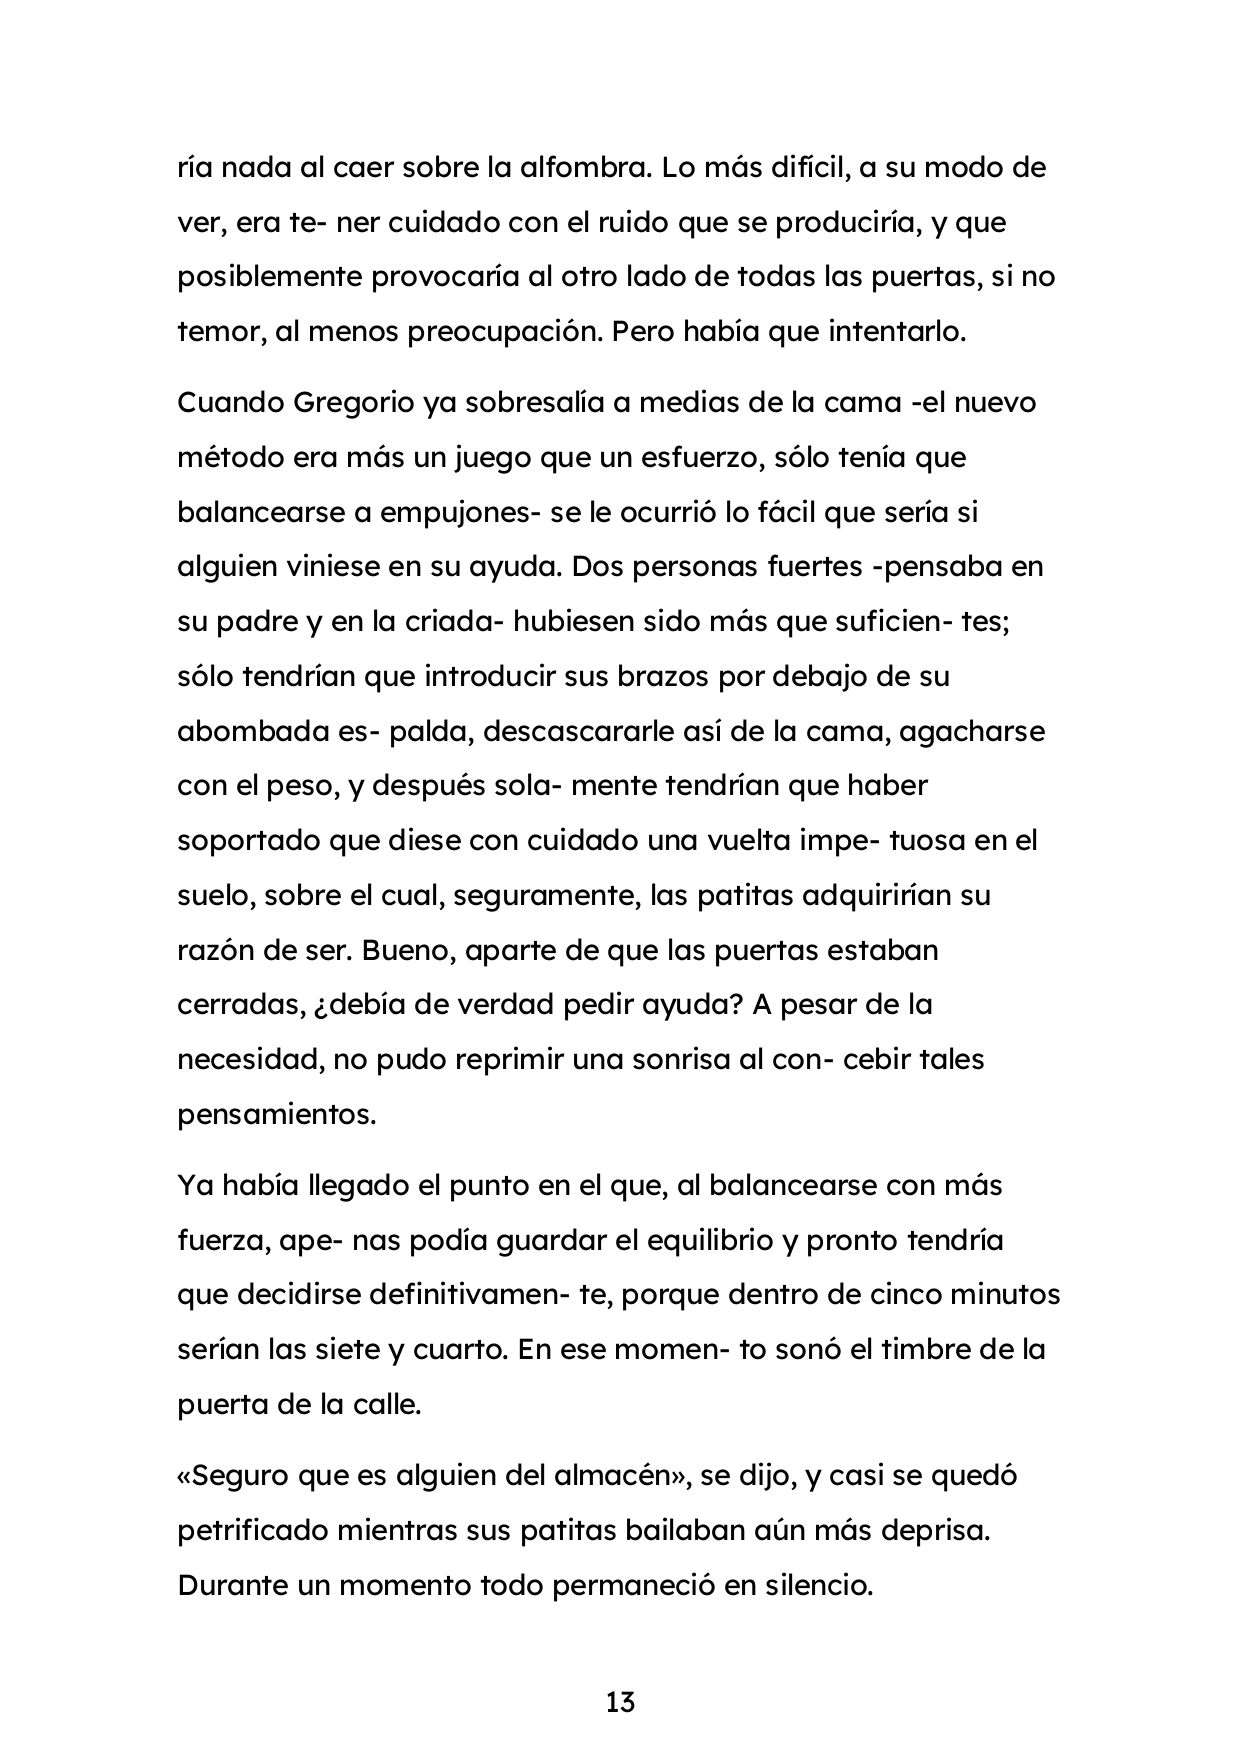 ría nada al caer sobre la alfombra. Lo más difícil, a su modo de
ver, era te- ner cuidado con el ruido que se produciría, y que
posiblemente provocaría al otro lado de todas las puertas, si no
temor, al menos preocupación. Pero había que intentarlo.
Cuando Gregorio ya sobresalía a medias de la cama -el nuevo
método era más un juego que un esfuerzo, sólo tenía que
balancearse a empujones- se le ocurrió lo fácil que sería si
alguien viniese en su ayuda. Dos personas fuertes -pensaba en
su padre y en la criada- hubiesen sido más que suficien- tes;
sólo tendrían que introducir sus brazos por debajo de su
abombada es- palda, descascararle así de la cama, agacharse
con el peso, y después sola- mente tendrían que haber
soportado que diese con cuidado una vuelta impe- tuosa en el
suelo, sobre el cual, seguramente, las patitas adquirirían su
razón de ser. Bueno, aparte de que las puertas estaban
cerradas, ¿debía de verdad pedir ayuda? A pesar de la
necesidad, no pudo reprimir una sonrisa al con- cebir tales
pensamientos.
Ya había llegado el punto en el que, al balancearse con más
fuerza, ape- nas podía guardar el equilibrio y pronto tendría
que decidirse definitivamen- te, porque dentro de cinco minutos
serían las siete y cuarto. En ese momen- to sonó el timbre de la
puerta de la calle.
«Seguro que es alguien del almacén», se dijo, y casi se quedó
petrificado mientras sus patitas bailaban aún más deprisa.
Durante un momento todo permaneció en silencio.
13